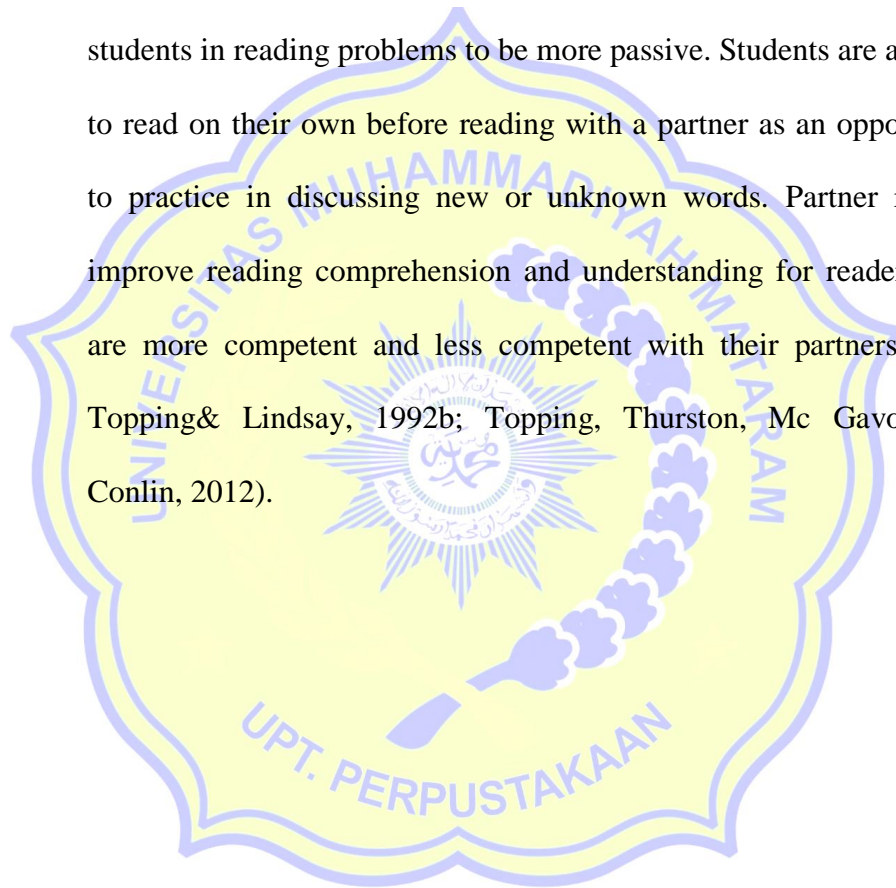 students in reading problems to be more passive. Students are a
to read on their own before reading with a partner as an oppo
to practice in discussing new or unknown words. Partner
improve reading comprehension and understanding for reade
are more competent and less competent with their partners
Topping& Lindsay, 1992b; Topping, Thurston, Mc Gavo
Conlin, 2012).
UNIVERSITAS MUHAMMADIYAH MATARAM
UPT. PERPUSTAKAAN